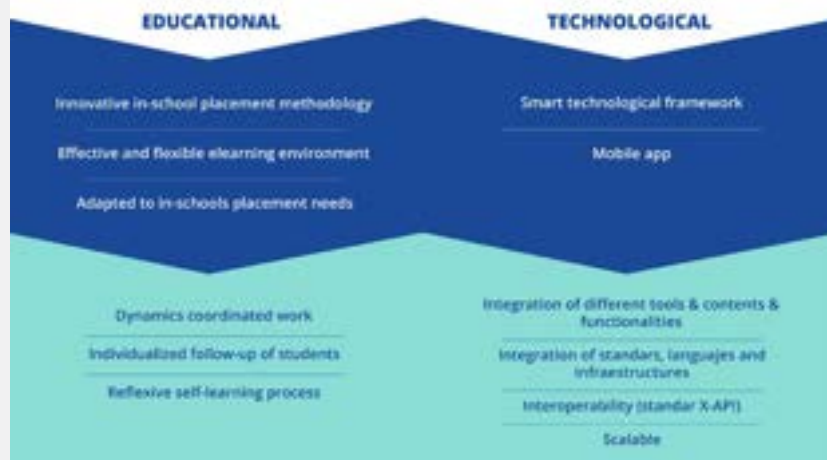 EDUCATIONAL
Innovative in-school placement methodology
Effective and flexible elearning environment
Adapted to in-schools placement needs
Dynamics coordinated work
Individualized follow-up of students
Reflexive self-learning process
TECHNOLOGICAL
Smart technological framework
Mobile app
Integration of different tools & contents &
functionalities
Integration of standars, languajes and
infraestructures
Interoperability (standar X-API)
Scalable